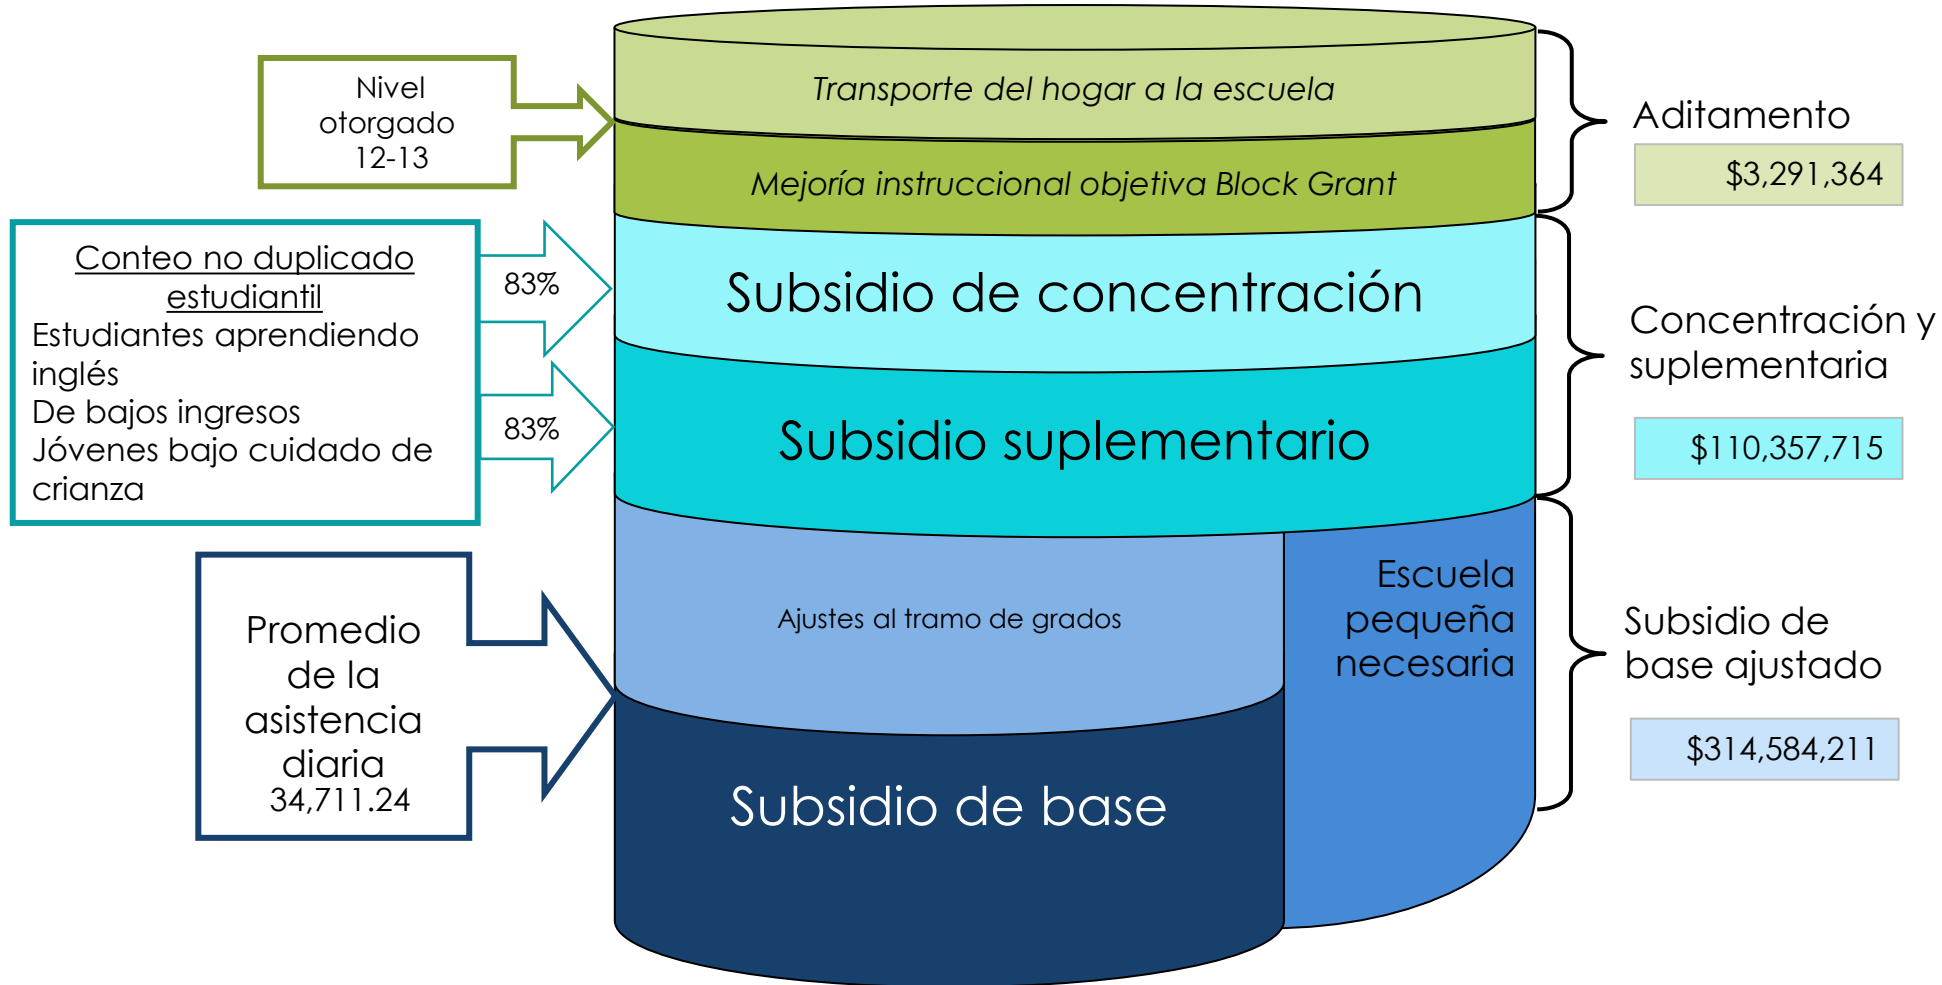 Nivel
otorgado
12-13
Conteo no duplicado
estudiantil
Estudiantes aprendiendo
inglés
De bajos ingresos
Jóvenes bajo cuidado de
crianza
83%
83%
Promedio
de la
asistencia
diaria
34,711.24
Transporte del hogar a la escuela
Mejoría instruccional objetiva Block Grant
Subsidio de concentración
Subsidio suplementario
Ajustes al tramo de grados
Escuela
pequeña
necesaria
Subsidio de base
Aditamento
$3,291,364
Concentración y
suplementaria
$110,357,715
Subsidio de
base ajustado
$314,584,211